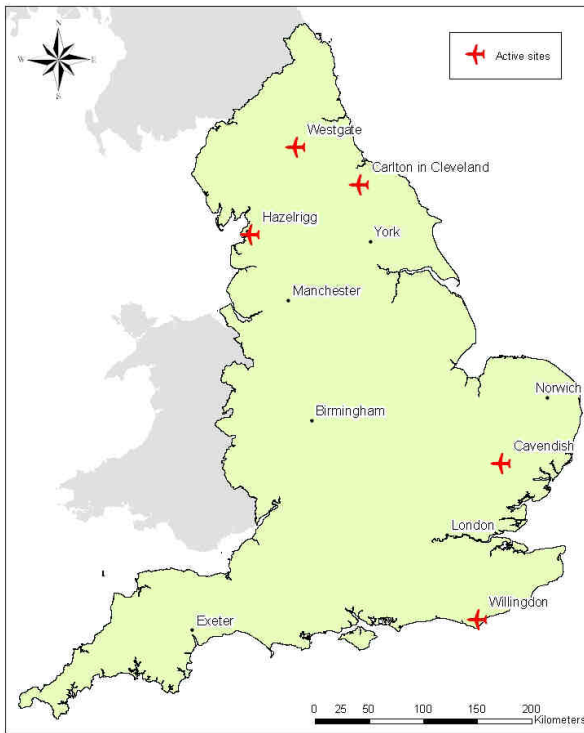 N
W
E
S
Active sites
Westgate
Carlton in Cleveland
Hazelrigg
York
Manchester
Norwich
Birmingham
Cavendish
London
Willingdon
Exeter
0 25 50 100 150 200
Kilometers